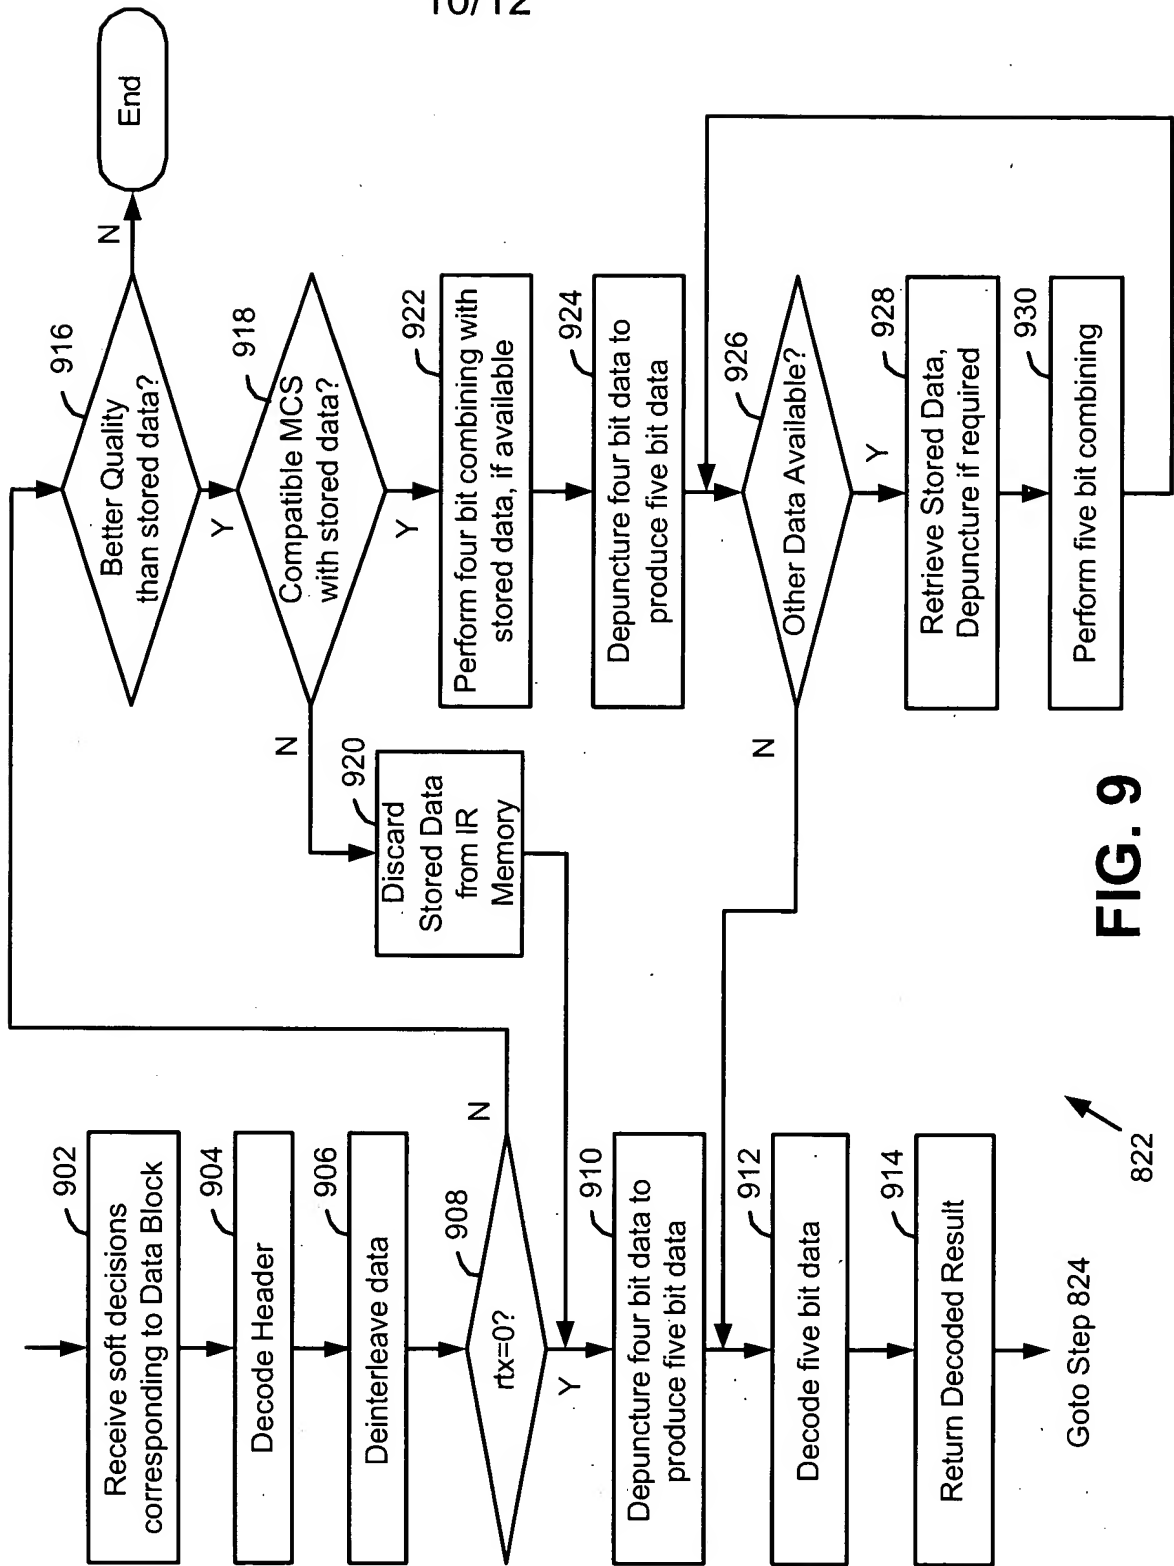 10/12
902
Receive soft decisions
corresponding to Data Block
904
Decode Header
906
Deinterleave data
908
rtx=0?
N
Y
910
Depuncture four bit data to
produce five bit data
912
Decode five bit data
914
Return Decoded Result
Goto Step 824
822
916
Better Quality
than stored data?
N
End
Y
918
Compatible MCS
with stored data?
N
920
Discard
Stored Data
from IR
Memory
Y
922
Perform four bit combining with
stored data, if available
924
Depuncture four bit data to
produce five bit data
926
Other Data Available?
N
Y
928
Retrieve Stored Data,
Depuncture if required
930
Perform five bit combining
FIG. 9